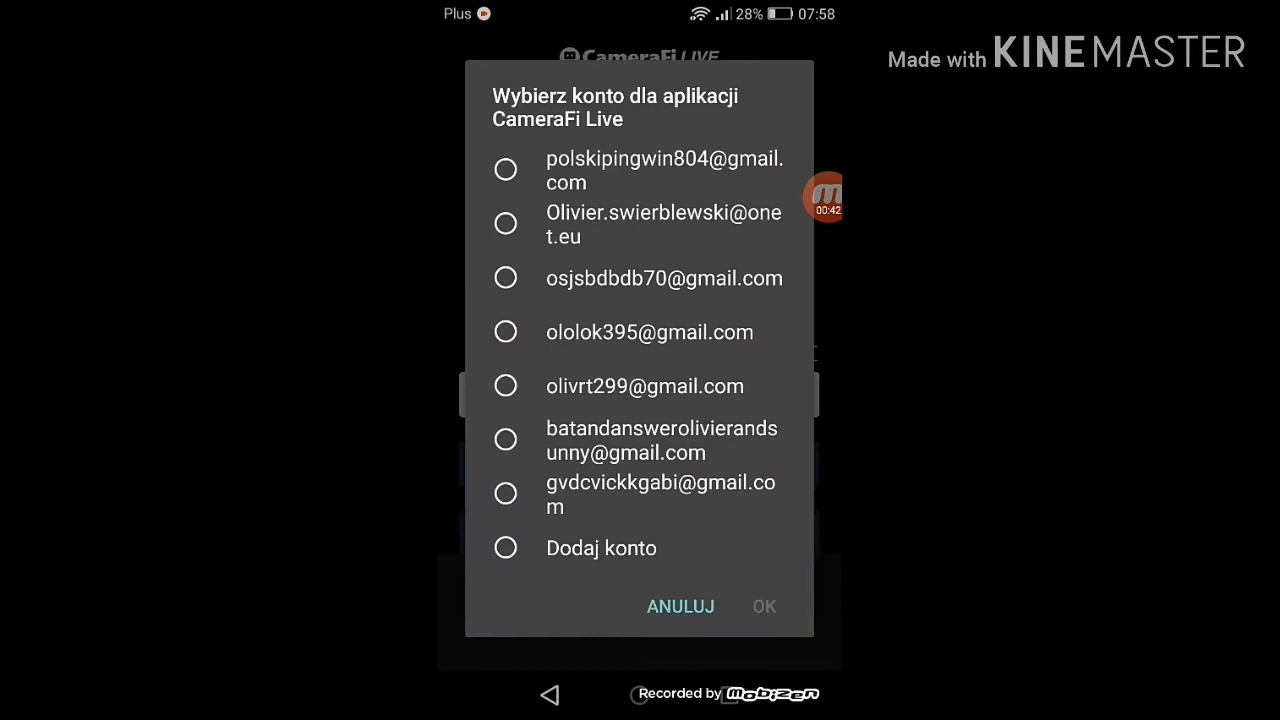 Plus
28%
07:58
CameraFi LIVE
Made with KINEMASTER
Wybierz konto dla aplikacji
CameraFi Live
polskipingwin804@gmail.
com
Olivier.swierblewski@one
t.eu
00:42
osjsbdbdb70@gmail.com
ololok395@gmail.com
olivrt299@gmail.com
batandanswerolivierands
unny@gmail.com
gvdcvickkgabi@gmail.co
m
Dodaj konto
ANULUJ
OK
Recorded by Mobizen